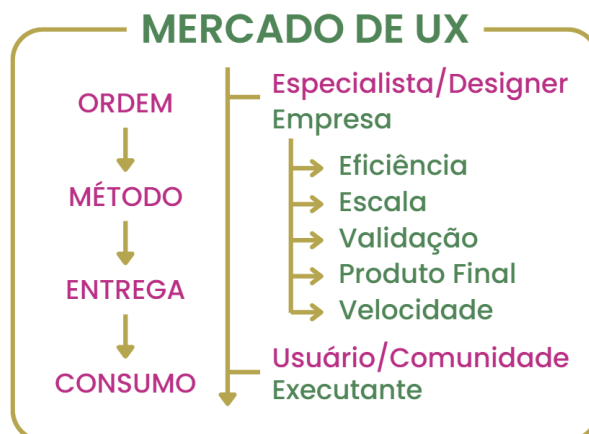 MERCADO DE UX
ORDEM
MÉTODO
ENTREGA
CONSUMO
Especialista/Designer
Empresa
Eficiência
Escala
Validação
Produto Final
Velocidade
Usuário/Comunidade
Executante